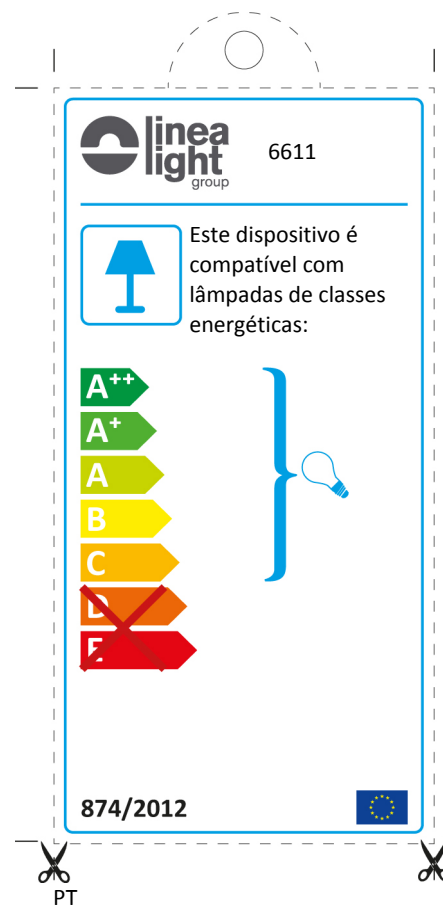 linea
light
group
6611
Este dispositivo é
compatível com
lâmpadas de classes
energéticas:
A++
A+
A
B
C
D
E
874/2012
PT